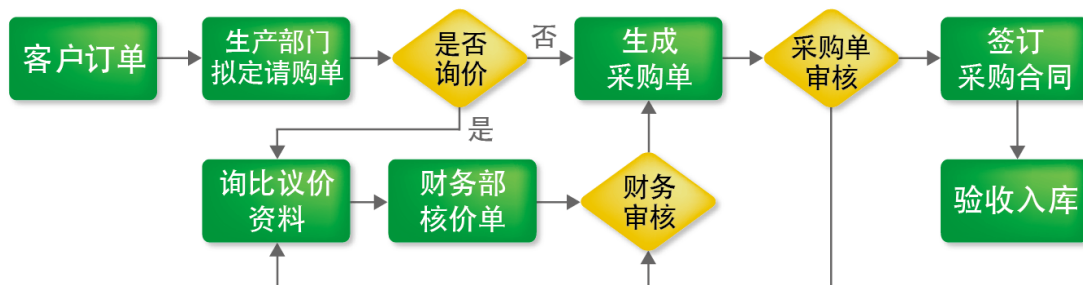 客户订单
生产部门
拟定请购单
是否
询价
否
生成
采购单
采购单
审核
签订
采购合同
是
询比议价
资料
财务部
核价单
财务
审核
验收入库